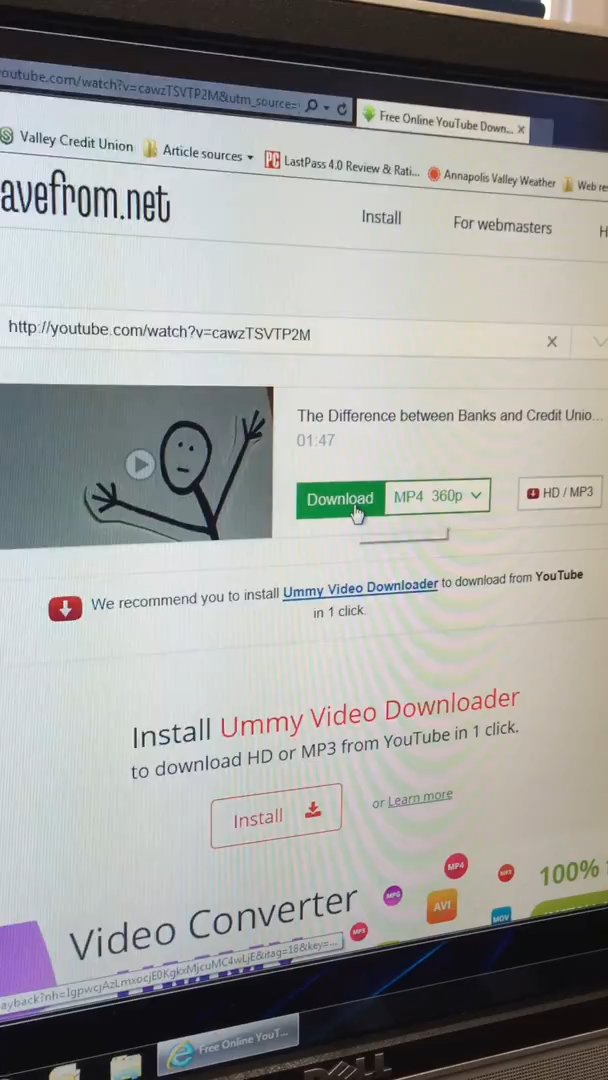 outube.com/watch?v=cawzTSVTP2M&utm_source=
Free Online YouTube Down...
Valley Credit Union
Article sources
PC LastPass 4.0 Review & Rati...
Annapolis Valley Weather
Web re
avefrom.net
Install
For webmasters
H
http://youtube.com/watch?v=cawzTSVTP2M
The Difference between Banks and Credit Unio...
01:47
Download MP4 360p
HD / MP3
We recommend you to install Ummy Video Downloader to download from YouTube
in 1 click.
Install Ummy Video Downloader
to download HD or MP3 from YouTube in 1 click.
Install
or Learn more
MP4
100%
MPG
AVI
MOV
Video Converter
Free Online YouT...
DELL